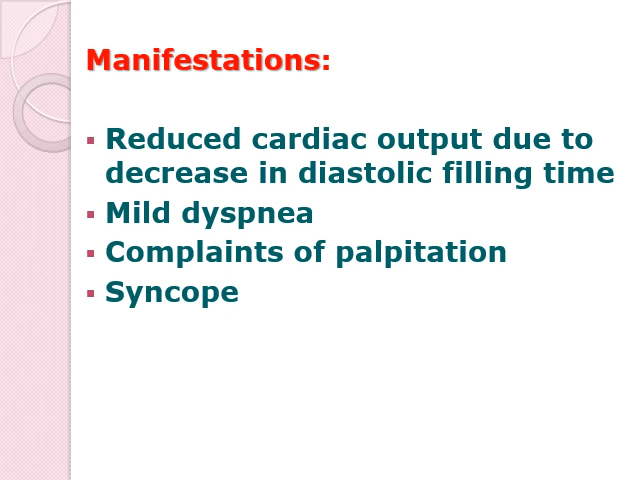 Manifestations:
▪ Reduced cardiac output due to
decrease in diastolic filling time
▪ Mild dyspnea
▪ Complaints of palpitation
▪ Syncope